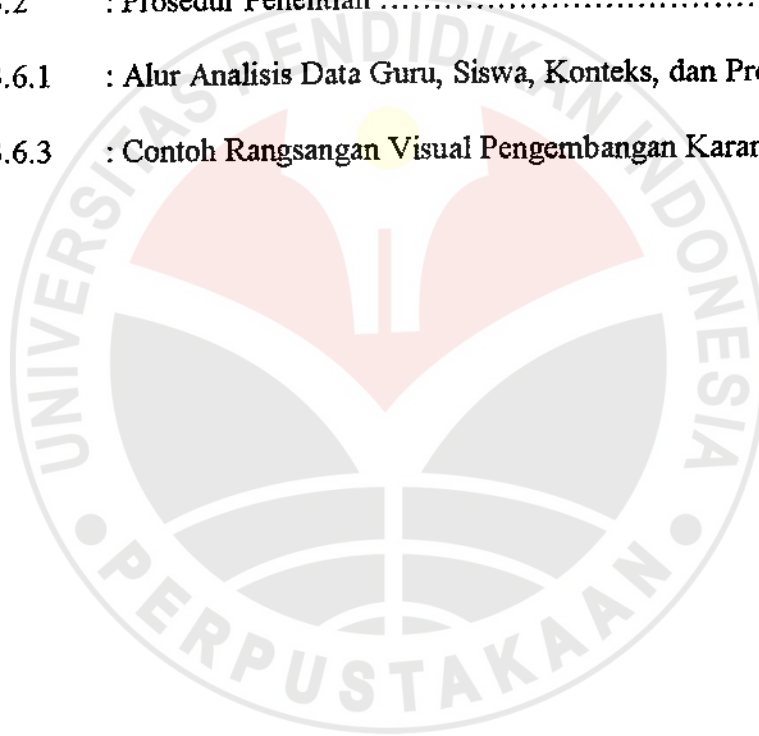 .2 : Prosedur Penelitian ....................................
.6.1 : Alur Analisis Data Guru, Siswa, Konteks, dan Pr
.6.3 : Contoh Rangsangan Visual Pengembangan Karan
UNIVERSITAS PENDIDIKAN INDONESIA
PERPUSTAKAAN